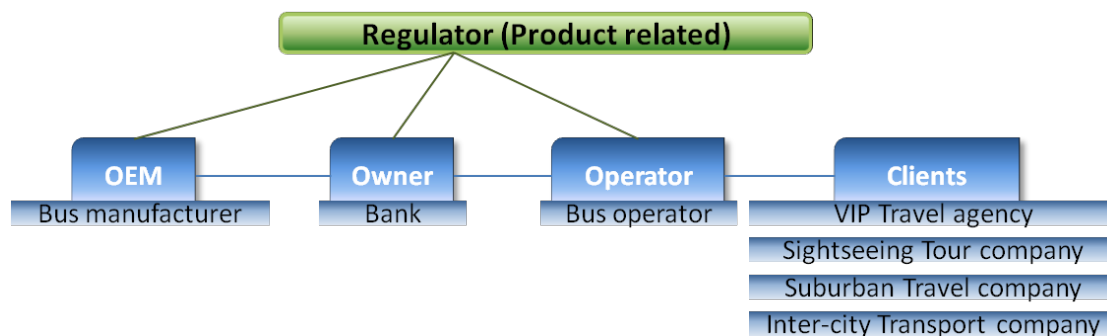 Regulator (Product related)
OEM
Owner
Operator
Clients
Bus manufacturer
Bank
Bus operator
VIP Travel agency
Sightseeing Tour company
Suburban Travel company
Inter-city Transport company